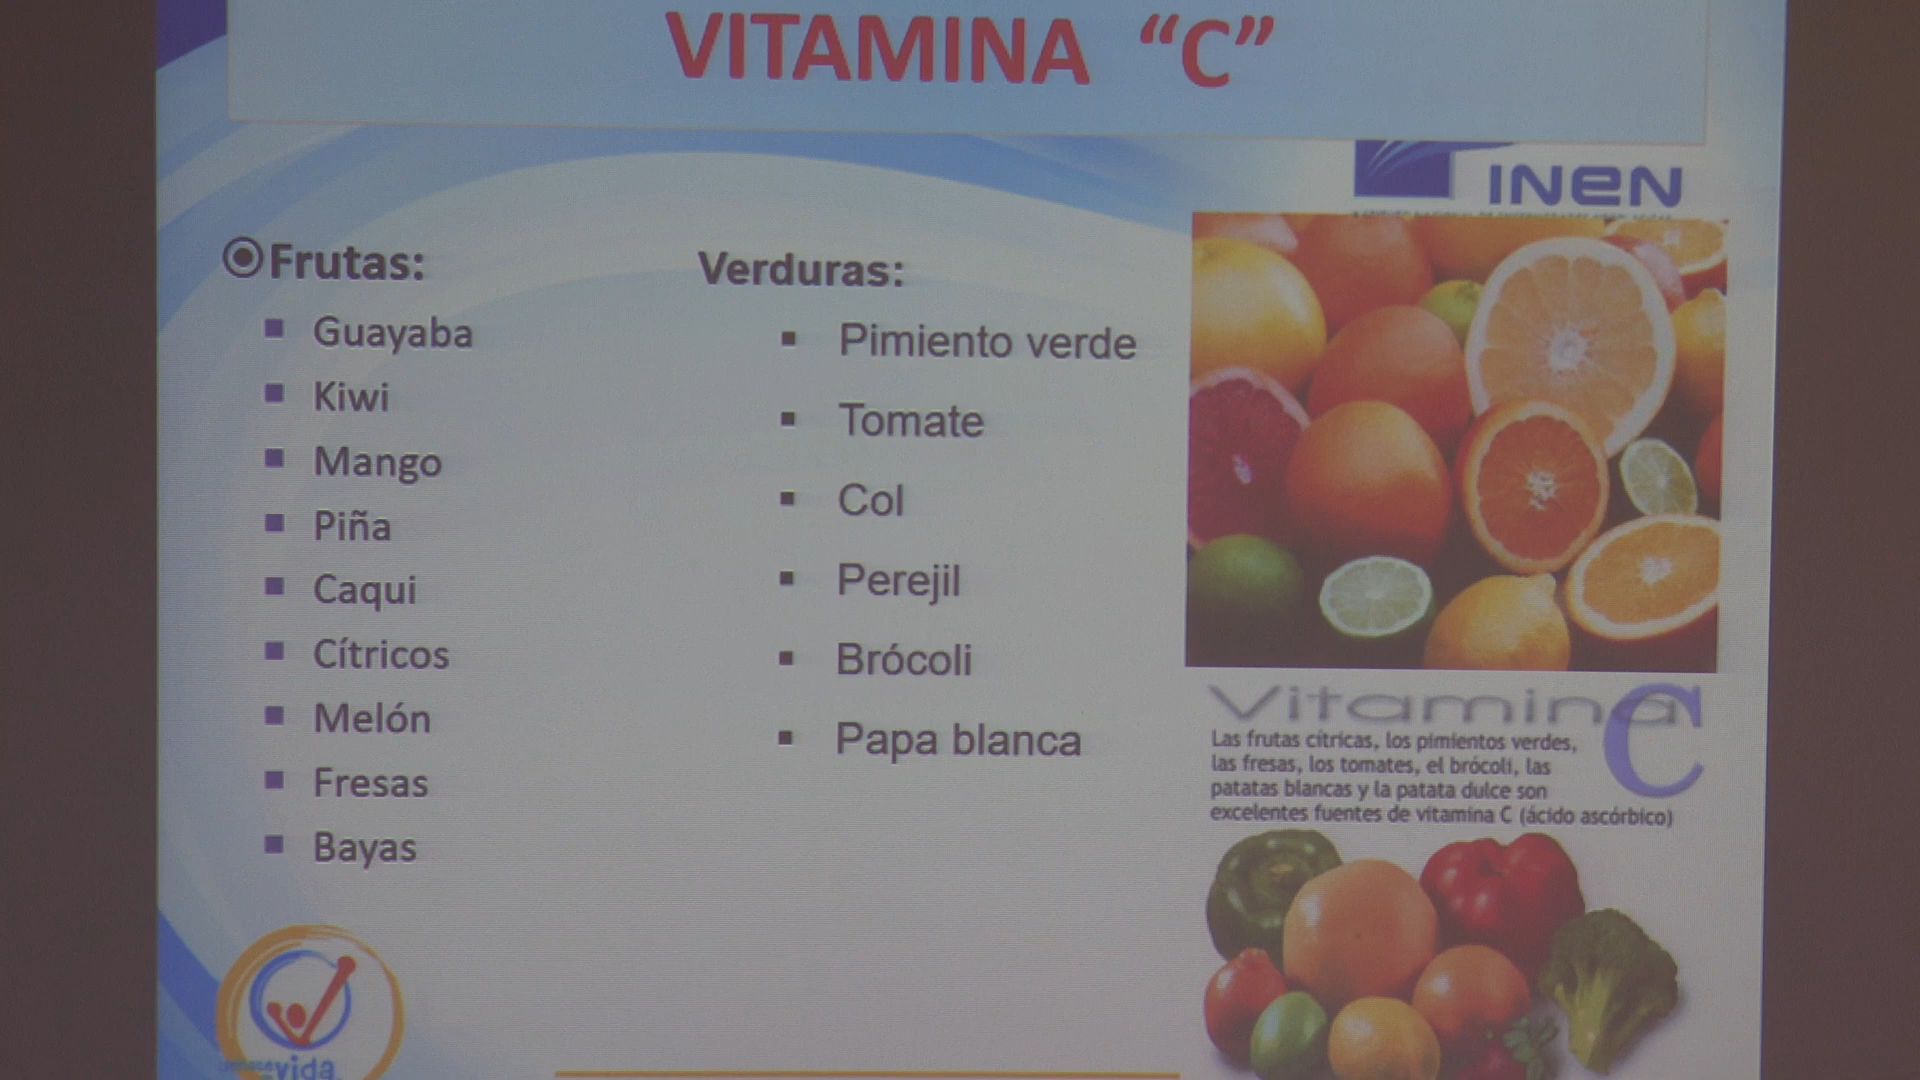 VITAMINA “C”
INEN
Frutas:
Guayaba
Kiwi
Mango
Piña
Caqui
Cítricos
Melón
Fresas
Bayas
Verduras:
Pimiento verde
Tomate
Col
Perejil
Brócoli
Papa blanca
Vitamina C
Las frutas cítricas, los pimientos verdes,
las fresas, los tomates, el brócoli, las
patatas blancas y la patata dulce son
excelentes fuentes de vitamina C (ácido ascórbico)
vida